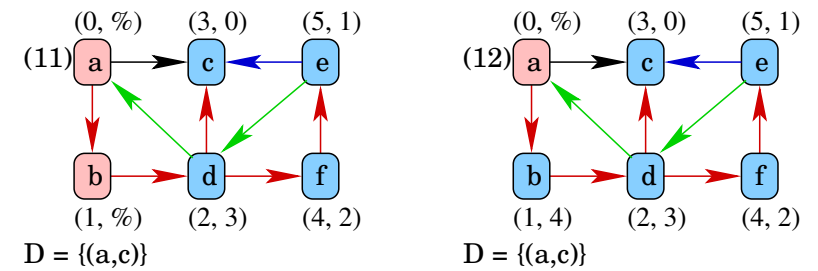 (0, %) (3, 0) (5, 1)
(11) a c e
b d f
(1, %) (2, 3) (4, 2)
D = {(a,c)}
(0, %) (3, 0) (5, 1)
(12) a c e
b d f
(1, 4) (2, 3) (4, 2)
D = {(a,c)}